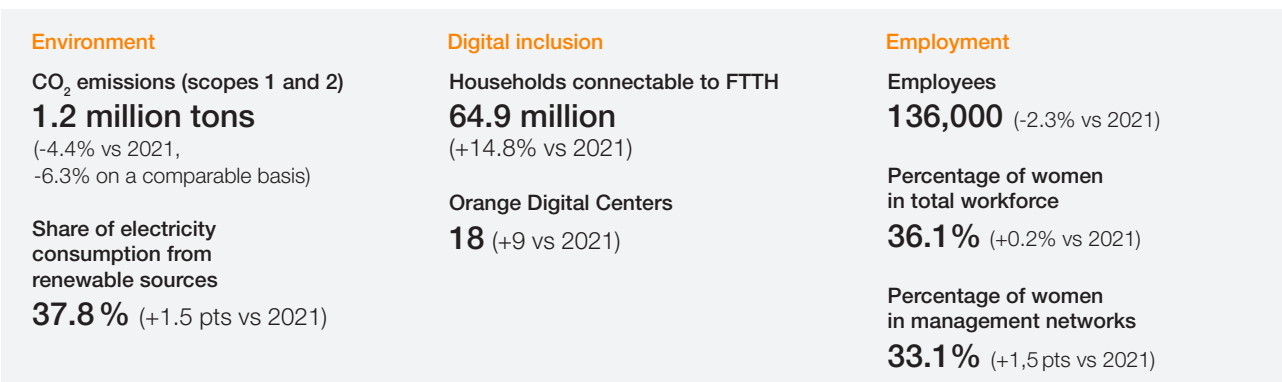 Environment
CO2 emissions (scopes 1 and 2)
1.2 million tons
(-4.4% vs 2021,
-6.3% on a comparable basis)
Share of electricity
consumption from
renewable sources
37.8 % (+1.5 pts vs 2021)
Digital inclusion
Households connectable to FTTH
64.9 million
(+14.8% vs 2021)
Orange Digital Centers
18 (+9 vs 2021)
Employment
Employees
136,000 (-2.3% vs 2021)
Percentage of women
in total workforce
36.1% (+0.2% vs 2021)
Percentage of women
in management networks
33.1% (+1,5 pts vs 2021)